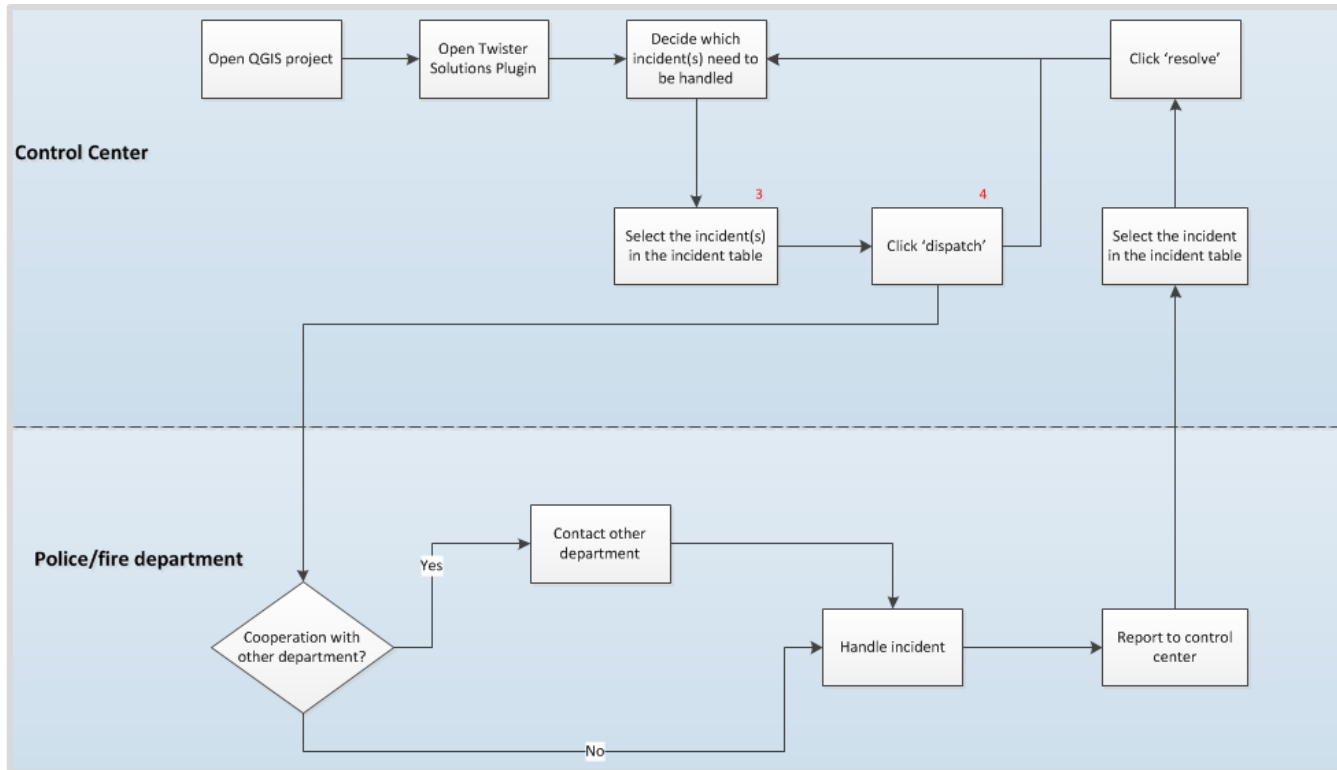 Open QGIS project
Open Twister
Solutions Plugin
Decide which
incident(s) need to
be handled
Click ‘resolve’
Control Center
3
4
Select the incident(s)
in the incident table
Click ‘dispatch’
Select the incident
in the incident table
Police/fire department
Contact other
department
Yes
Cooperation with
other department?
Handle incident
Report to control
center
No